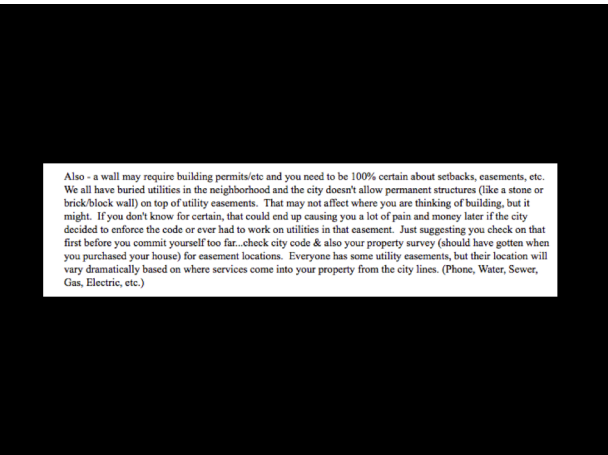 Also - a wall may require building permits/etc and you need to be 100% certain about setbacks, easements, etc.
We all have buried utilities in the neighborhood and the city doesn't allow permanent structures (like a stone or
brick/block wall) on top of utility easements.  That may not affect where you are thinking of building, but it
might.  If you don't know for certain, that could end up causing you a lot of pain and money later if the city
decided to enforce the code or ever had to work on utilities in that easement.  Just suggesting you check on that
first before you commit yourself too far...check city code & also your property survey (should have gotten when
you purchased your house) for easement locations.  Everyone has some utility easements, but their location will
vary dramatically based on where services come into your property from the city lines. (Phone, Water, Sewer,
Gas, Electric, etc.)